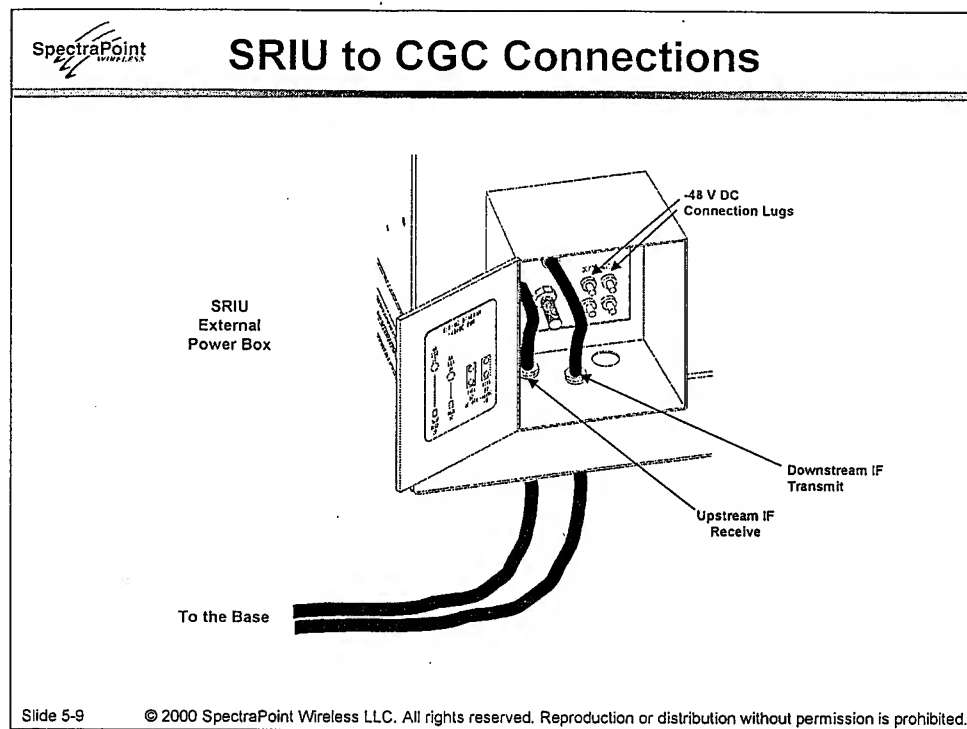 SpectraPoint
WIRELESS
SRIU to CGC Connections
-48 V DC
Connection Lugs
SRIU
External
Power Box
Downstream IF
Transmit
Upstream IF
Receive
To the Base
Slide 5-9
© 2000 SpectraPoint Wireless LLC. All rights reserved. Reproduction or distribution without permission is prohibited.